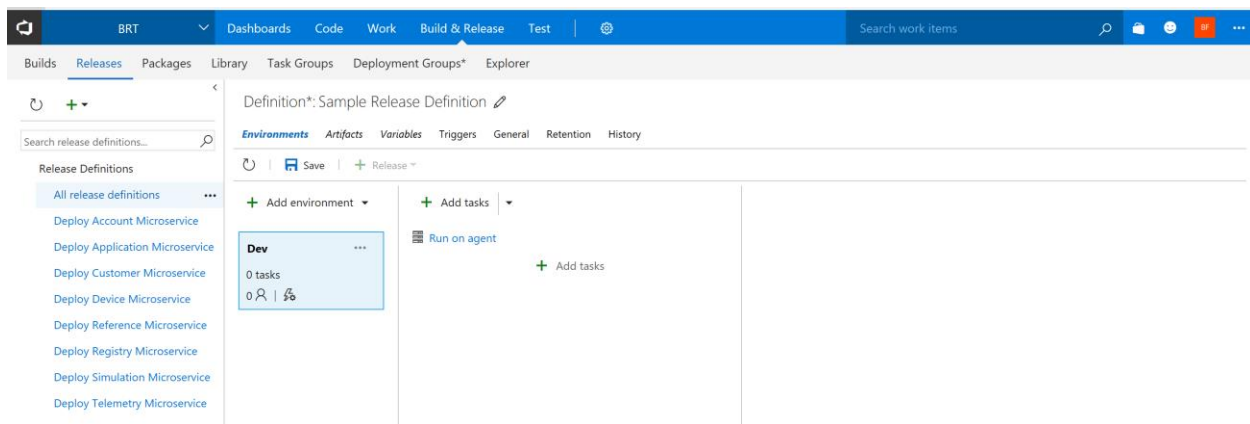 BRT Dashboards Code Work Build & Release Test Search work items BF ...
Builds Releases Packages Library Task Groups Deployment Groups* Explorer
Definition*: Sample Release Definition
Environments Artifacts Variables Triggers General Retention History
Save + Release
Search release definitions...
Release Definitions
All release definitions ...
Deploy Account Microservice
Deploy Application Microservice
Deploy Customer Microservice
Deploy Device Microservice
Deploy Reference Microservice
Deploy Registry Microservice
Deploy Simulation Microservice
Deploy Telemetry Microservice
+ Add environment
Dev ...
0 tasks
0 |
+ Add tasks
Run on agent
+ Add tasks